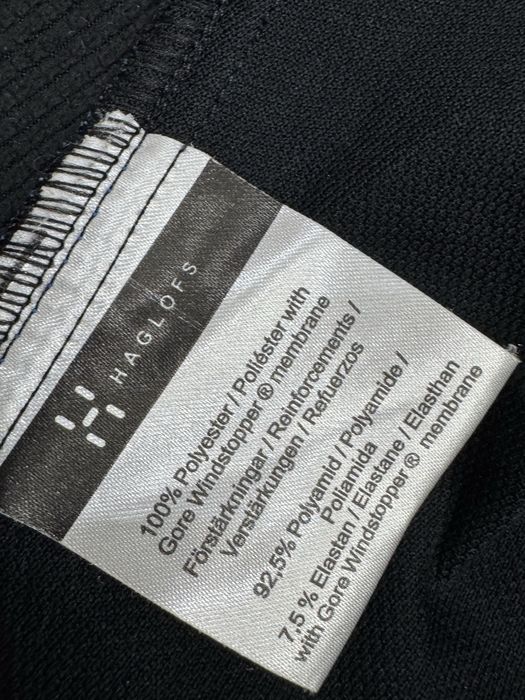 HAGLOFS
100% Polyester / Poliéster with
Gore Windstopper® membrane
Förstärkningar / Reinforcements /
Verstärkungen / Refuerzos
92,5% Polyamid / Polyamide /
Poliamida
7,5 % Elastan / Elastane / Elasthan
with Gore Windstopper® membrane